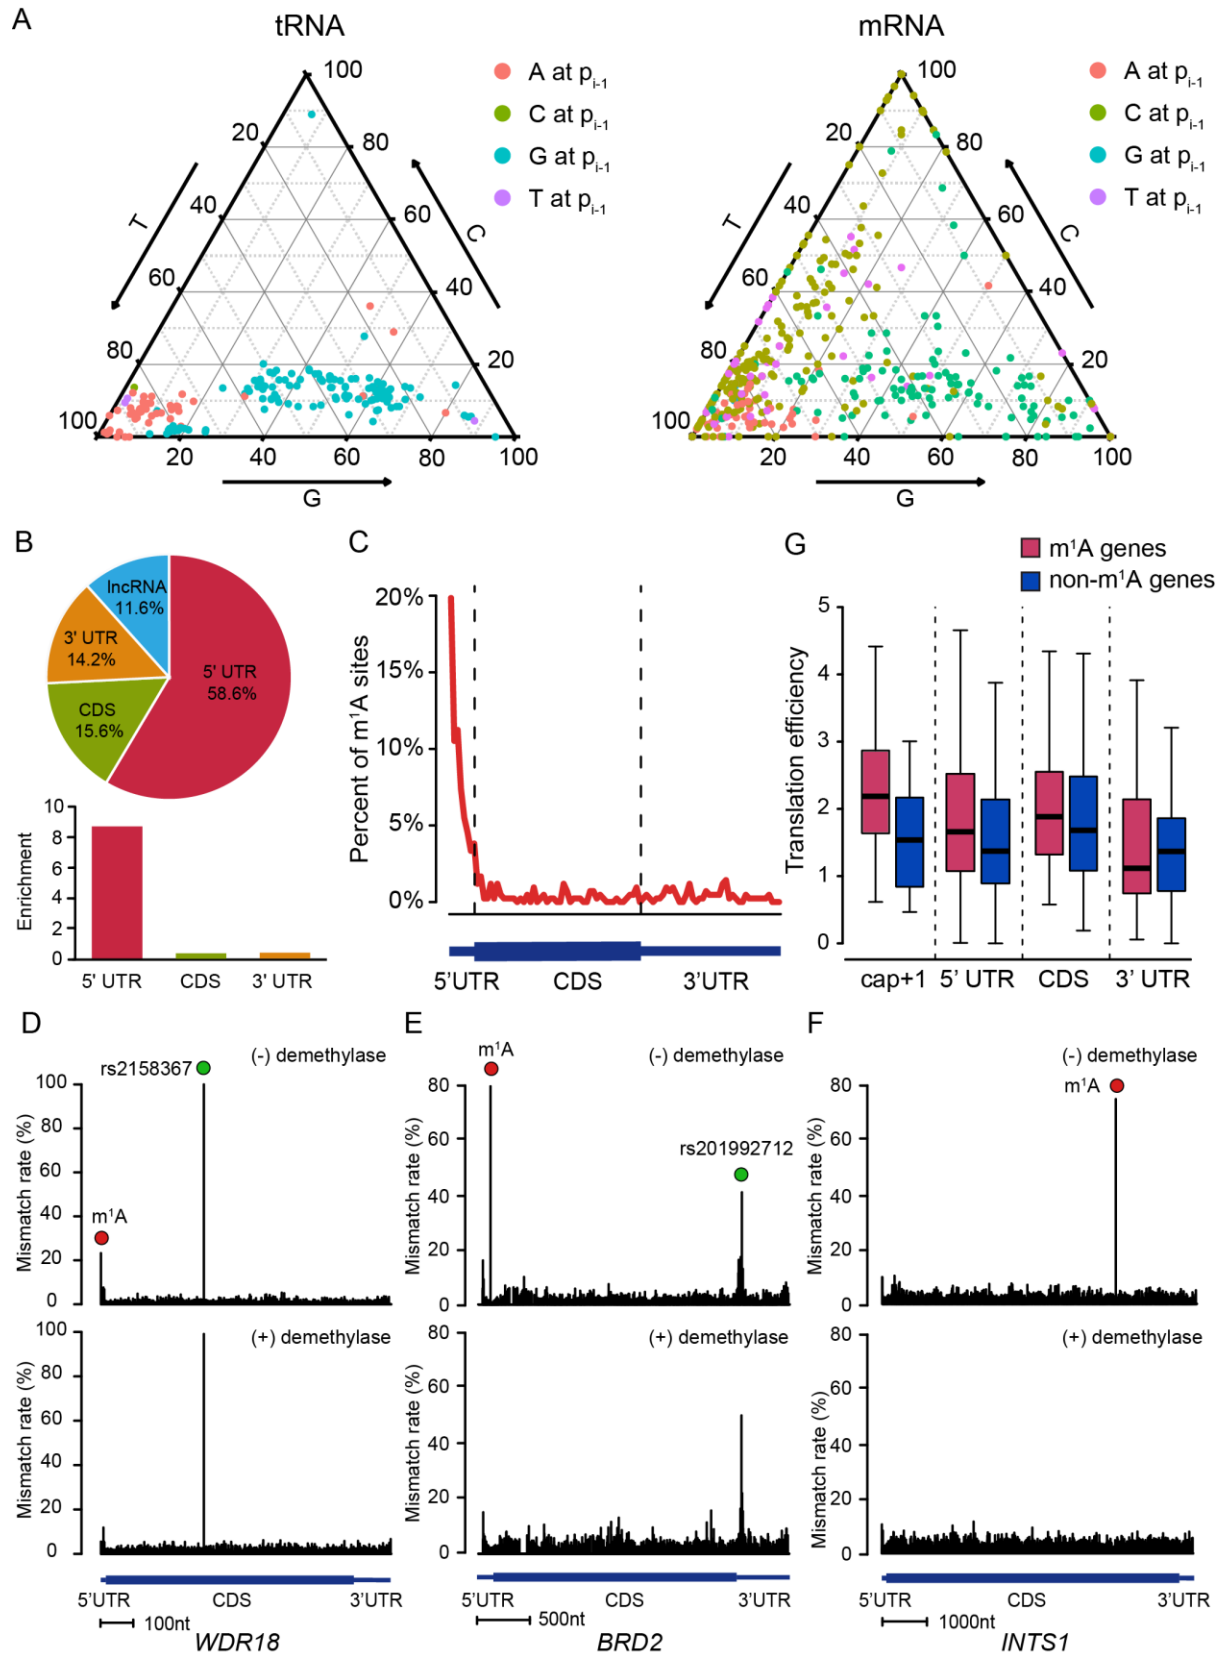 A
tRNA
mRNA
100
20
80
40
60
60
40
80
20
100
20
40
60
80
100
T
C
G
A at pi-1
C at pi-1
G at pi-1
T at pi-1
100
20
80
40
60
60
40
80
20
100
20
40
60
80
100
T
C
G
A at pi-1
C at pi-1
G at pi-1
T at pi-1
B
lncRNA
11.6%
3' UTR
14.2%
5' UTR
58.6%
CDS
15.6%
Enrichment
10
8
6
4
2
0
5' UTR CDS 3' UTR
C
Percent of m¹A sites
20%
15%
10%
5%
0%
5'UTR CDS 3'UTR
G
m¹A genes
non-m¹A genes
Translation efficiency
5
4
3
2
1
0
cap+1 5' UTR CDS 3' UTR
D
(-) demethylase
rs2158367
m¹A
Mismatch rate (%)
100
80
60
40
20
0
(+) demethylase
Mismatch rate (%)
100
80
60
40
20
0
5'UTR CDS 3'UTR
100nt
WDR18
E
(-) demethylase
m¹A
rs201992712
Mismatch rate (%)
80
60
40
20
0
(+) demethylase
Mismatch rate (%)
80
60
40
20
0
5'UTR CDS 3'UTR
500nt
BRD2
F
(-) demethylase
m¹A
Mismatch rate (%)
80
60
40
20
0
(+) demethylase
Mismatch rate (%)
80
60
40
20
0
5'UTR CDS 3'UTR
1000nt
INTS1